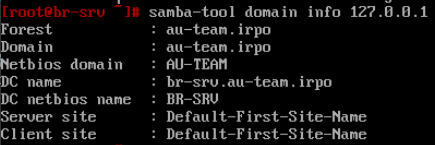 [root@br-srv ~]# samba-tool domain info 127.0.0.1
Forest           : au-team.irpo
Domain           : au-team.irpo
Netbios domain   : AU-TEAM
DC name          : br-srv.au-team.irpo
DC netbios name  : BR-SRV
Server site      : Default-First-Site-Name
Client site      : Default-First-Site-Name